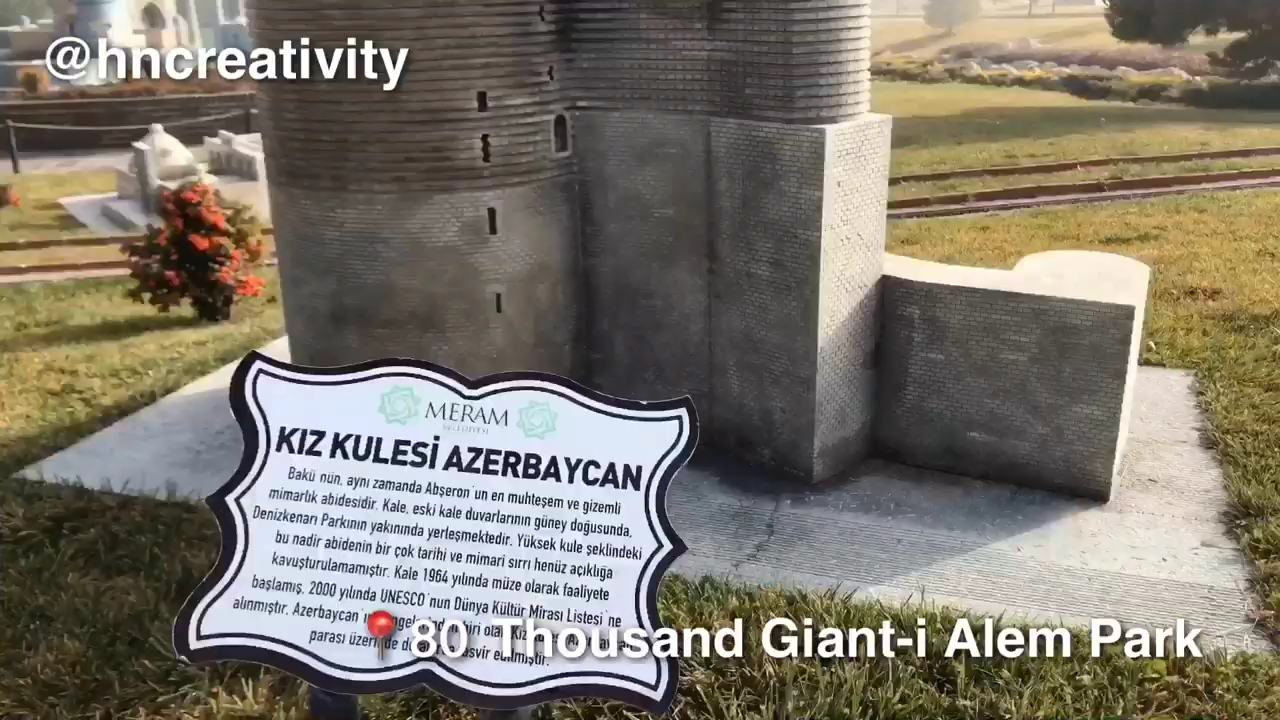 @hncreativity
MERAM
BELEDİYESİ
KIZ KULESİ AZERBAYCAN
Bakü'nün, aynı zamanda Abşeron'un en muhteşem ve gizemli
mimarlık abidesidir. Kale, eski kale duvarlarının güney doğusunda,
Denizkenarı Parkının yakınında yerleşmektedir. Yüksek kule şeklindeki
bu nadir abidenin bir çok tarihi ve mimari sırrı henüz açıklığa
kavuşturulamamıştır. Kale 1964 yılında müze olarak faaliyete
başlamış, 2000 yılında UNESCO'nun Dünya Kültür Mirası Listesi'ne
alınmıştır. Azerbaycan'ın
parası
80 Thousand Giant-i Alem Park